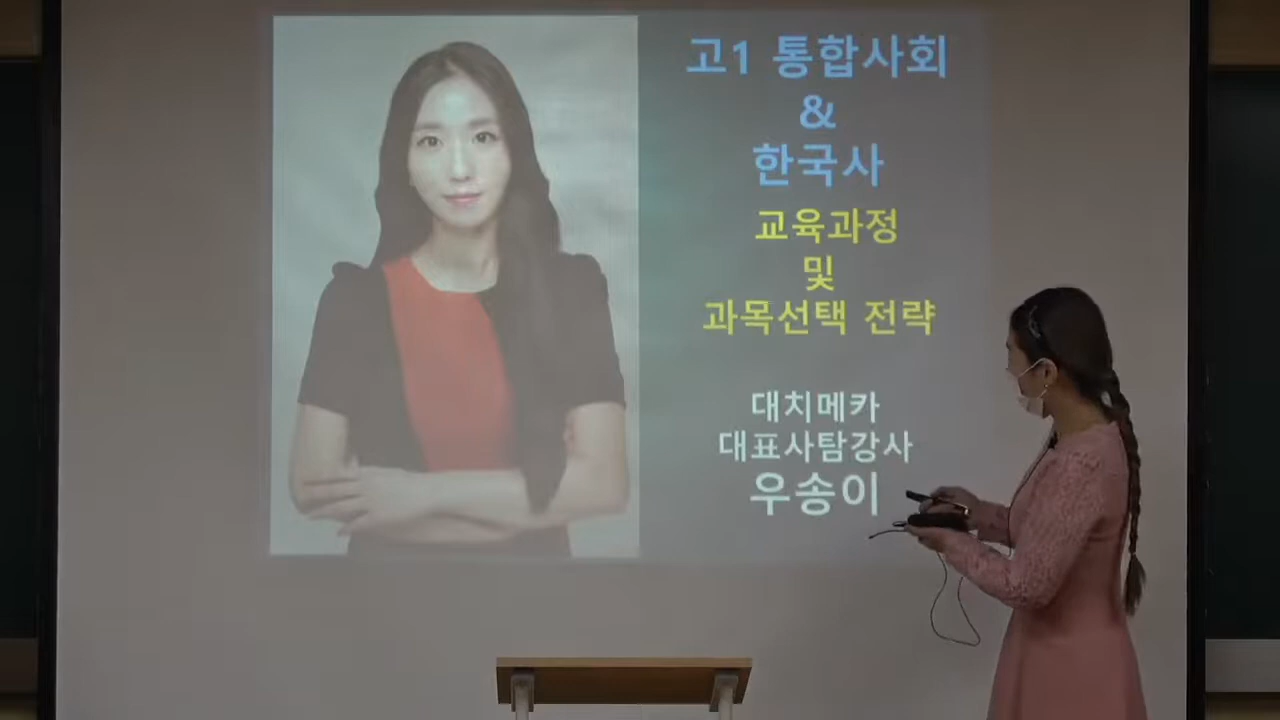 고1 통합사회
&
한국사
교육과정
및
과목선택 전략
대치메카
대표사탐강사
우송이